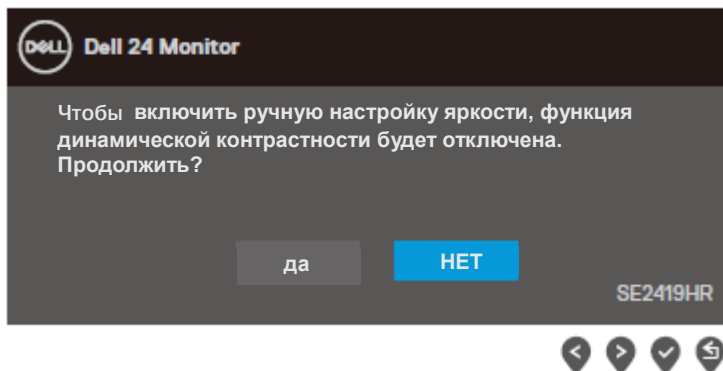 DELL Dell 24 Monitor
Чтобы включить ручную настройку яркости, функция
динамической контрастности будет отключена.
Продолжить?
да НЕТ
SE2419HR